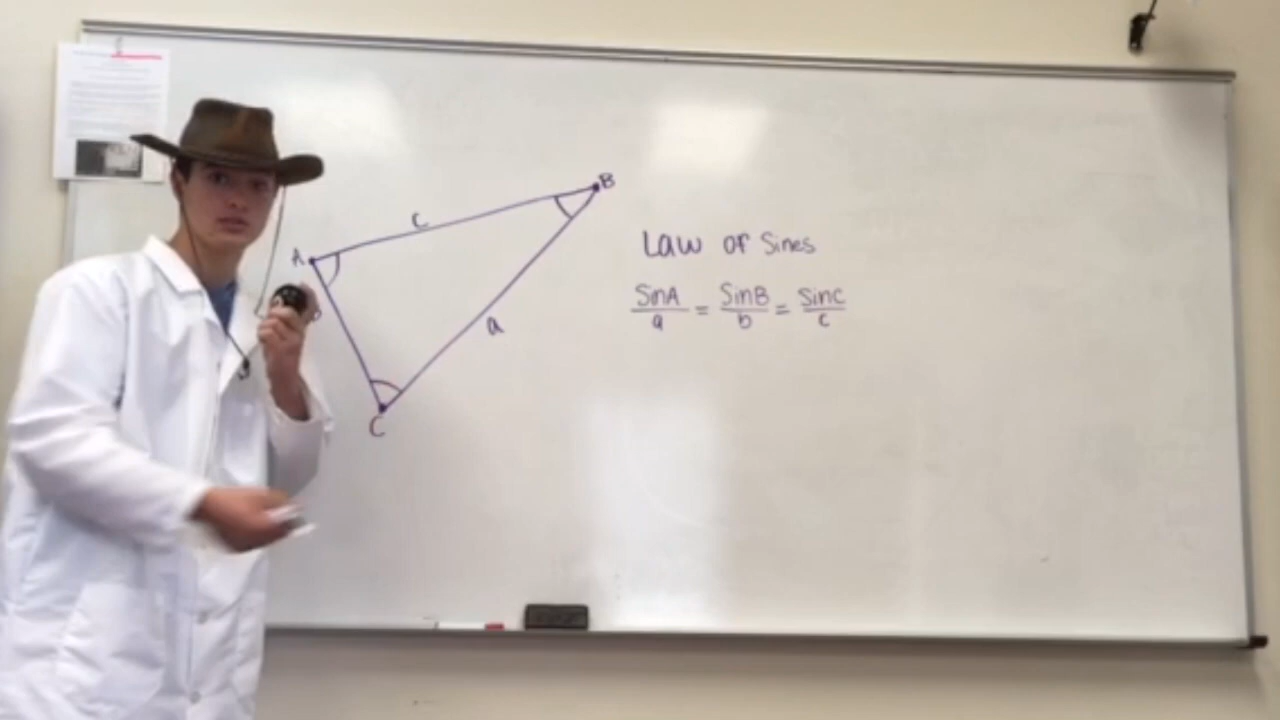 B
c
A
a
C
Law of Sines
SinA/a = SinB/b = SinC/c